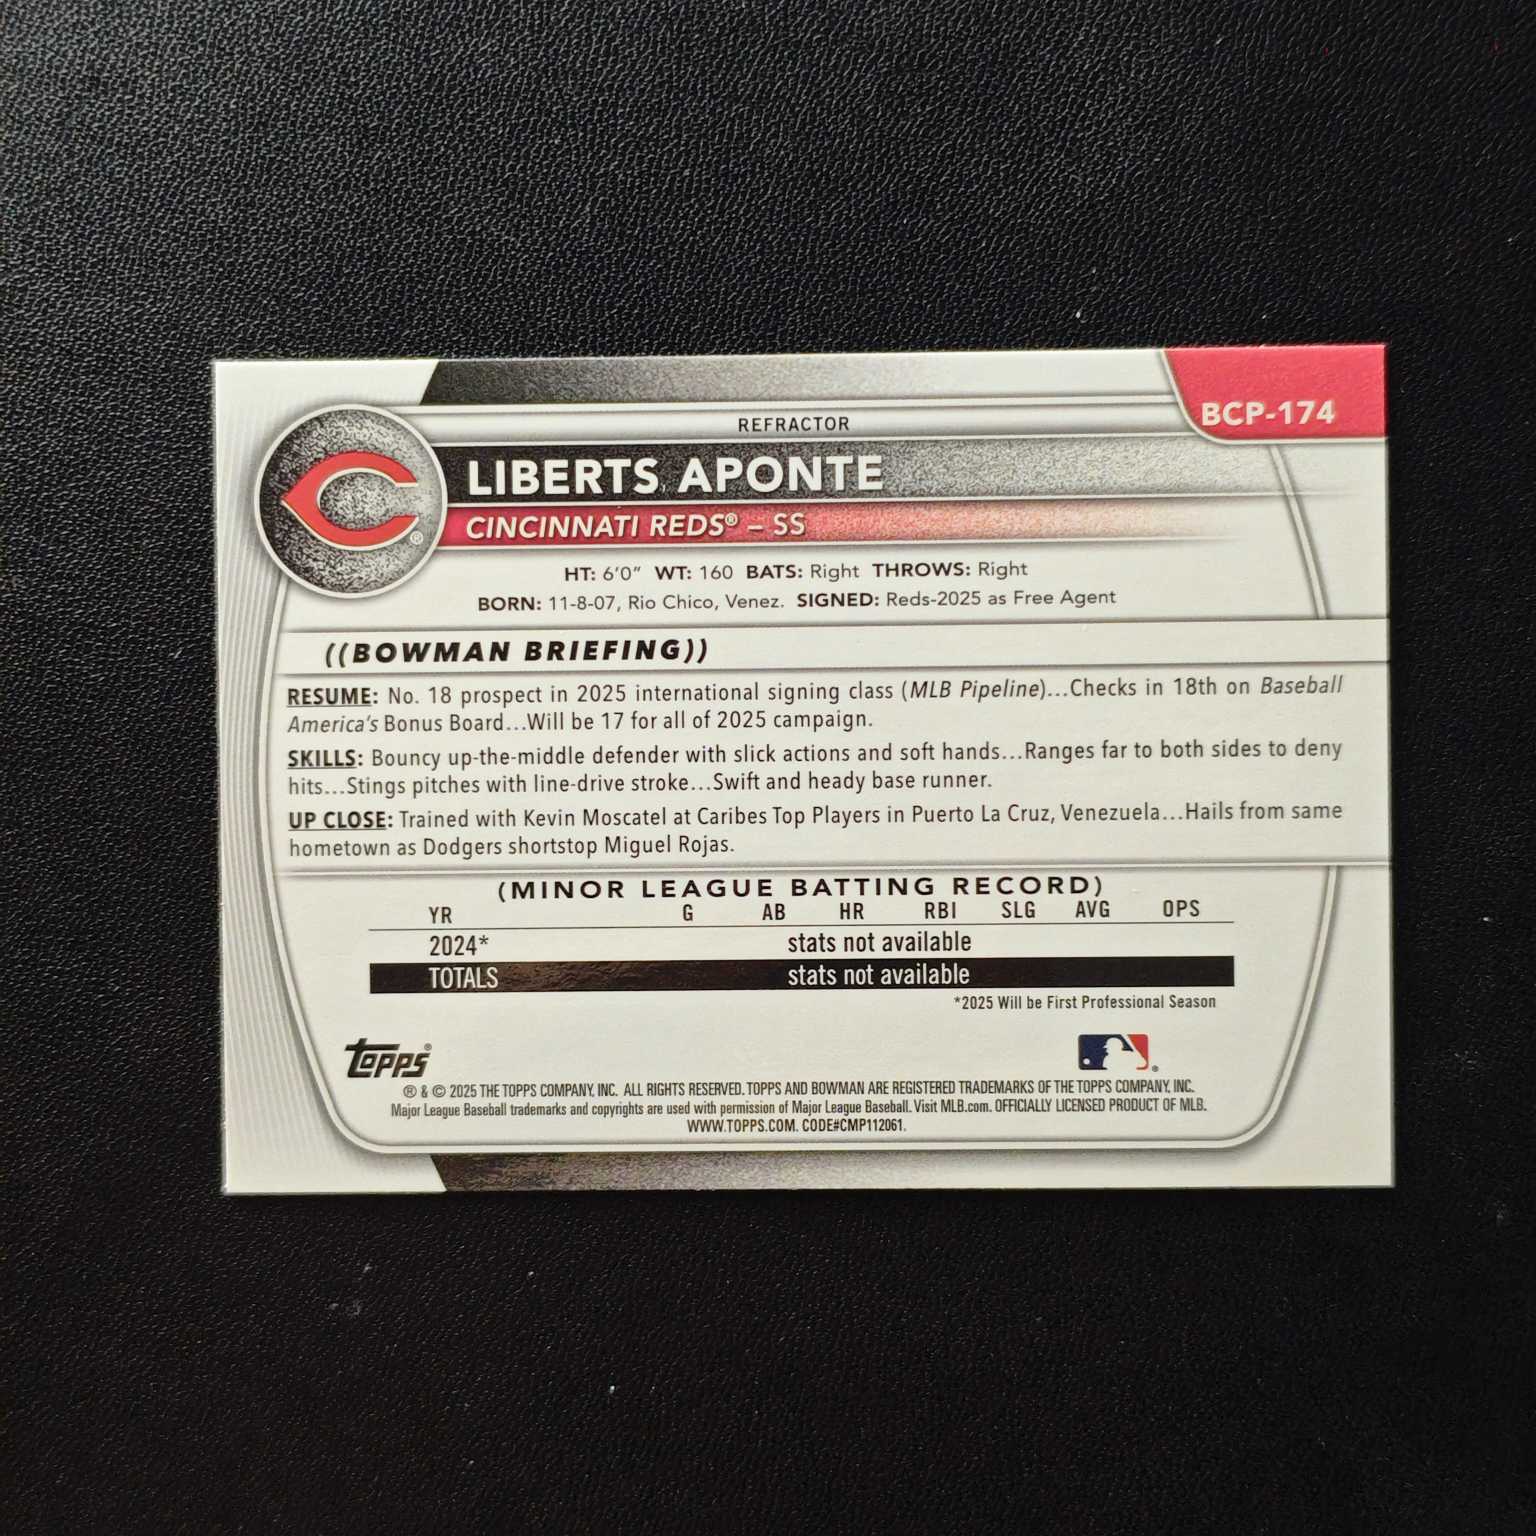 BCP-174
REFRACTOR
LIBERTS APONTE
CINCINNATI REDS® – SS
®
HT: 6'0" WT: 160 BATS: Right THROWS: Right
BORN: 11-8-07, Rio Chico, Venez. SIGNED: Reds-2025 as Free Agent
((BOWMAN BRIEFING))
RESUME: No. 18 prospect in 2025 international signing class (MLB Pipeline)...Checks in 18th on Baseball
America's Bonus Board...Will be 17 for all of 2025 campaign.
SKILLS: Bouncy up-the-middle defender with slick actions and soft hands...Ranges far to both sides to deny
hits...Stings pitches with line-drive stroke...Swift and heady base runner.
UP CLOSE: Trained with Kevin Moscatel at Caribes Top Players in Puerto La Cruz, Venezuela...Hails from same
hometown as Dodgers shortstop Miguel Rojas.
(MINOR LEAGUE BATTING RECORD)
YR G AB HR RBI SLG AVG OPS
2024* stats not available
TOTALS stats not available
*2025 Will be First Professional Season
Topps® ®
® & © 2025 THE TOPPS COMPANY, INC. ALL RIGHTS RESERVED. TOPPS AND BOWMAN ARE REGISTERED TRADEMARKS OF THE TOPPS COMPANY, INC.
Major League Baseball trademarks and copyrights are used with permission of Major League Baseball. Visit MLB.com. OFFICIALLY LICENSED PRODUCT OF MLB.
WWW.TOPPS.COM. CODE#CMP112061.